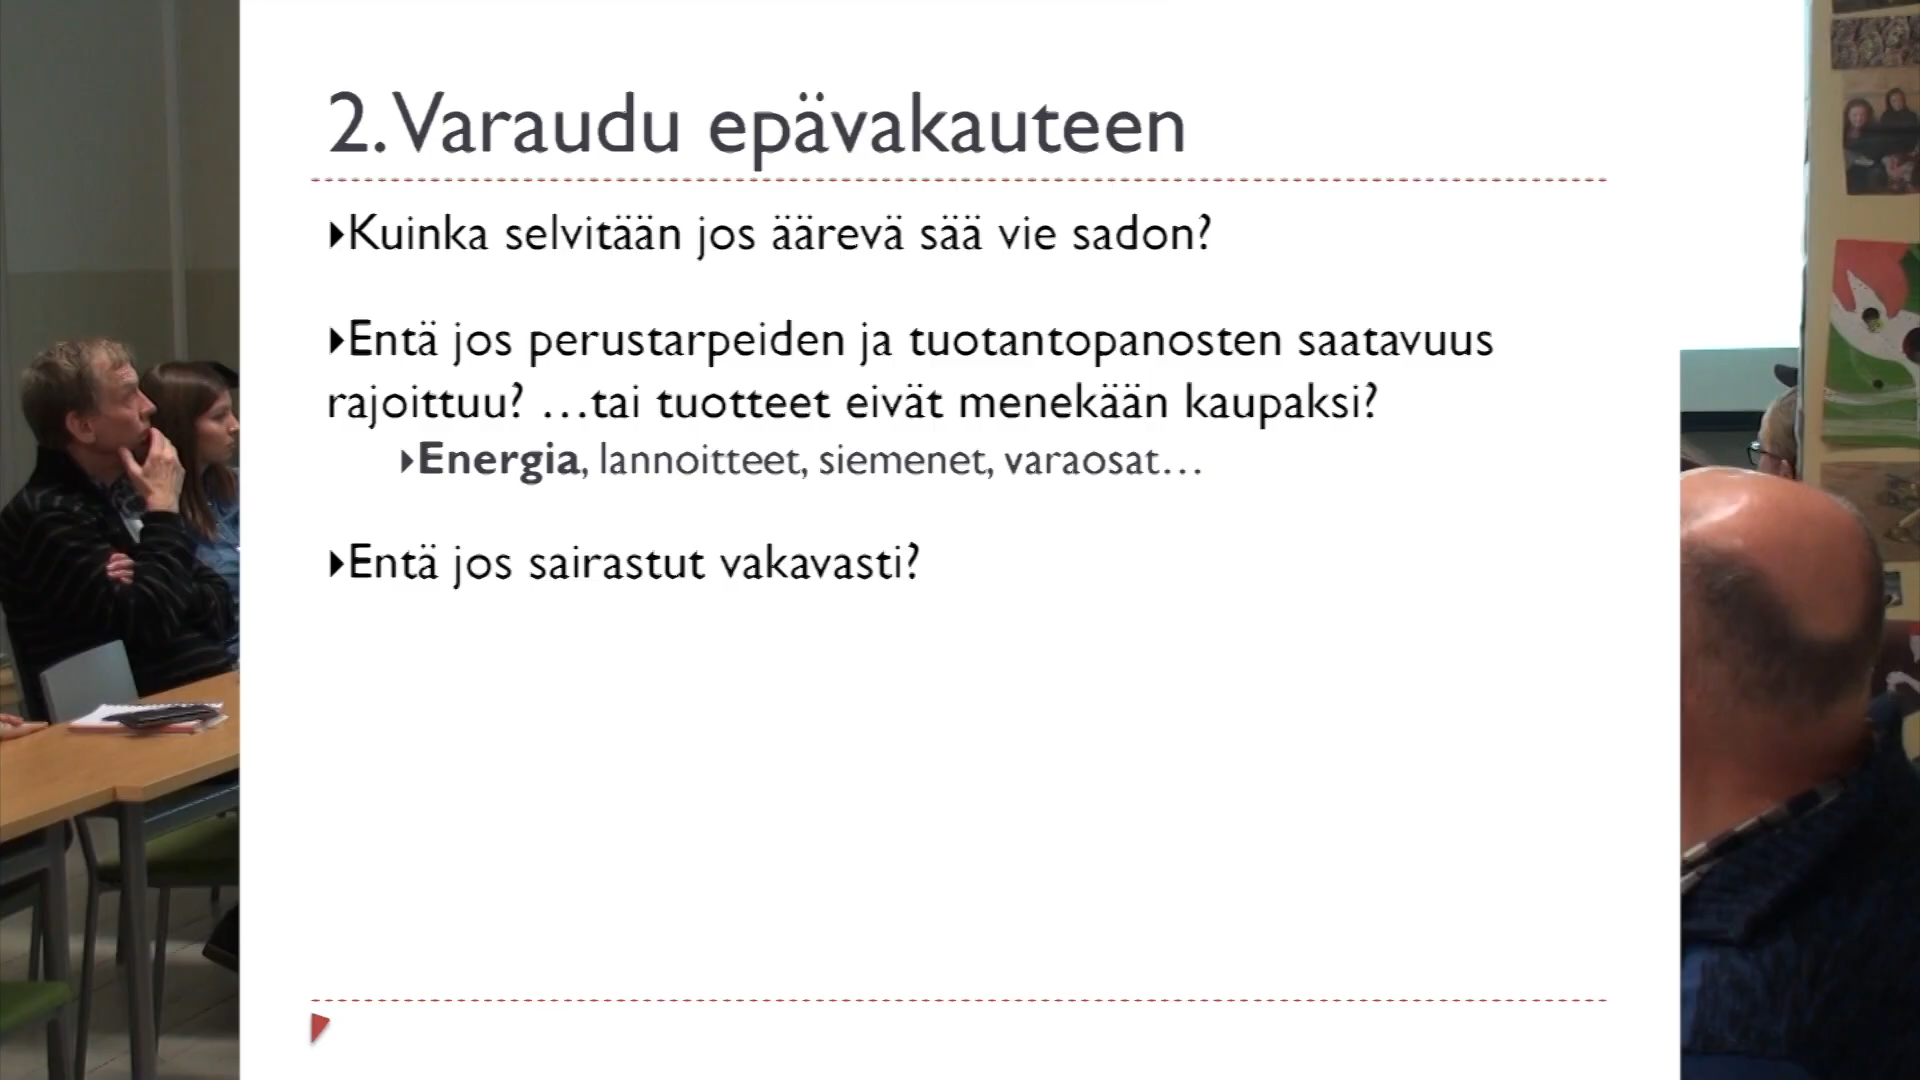 2. Varaudu epävakauteen
Kuinka selvitään jos äärevä sää vie sadon?
Entä jos perustarpeiden ja tuotantopanosten saatavuus
rajoittuu? …tai tuotteet eivät menekään kaupaksi?
Energia, lannoitteet, siemenet, varaosat…
Entä jos sairastut vakavasti?